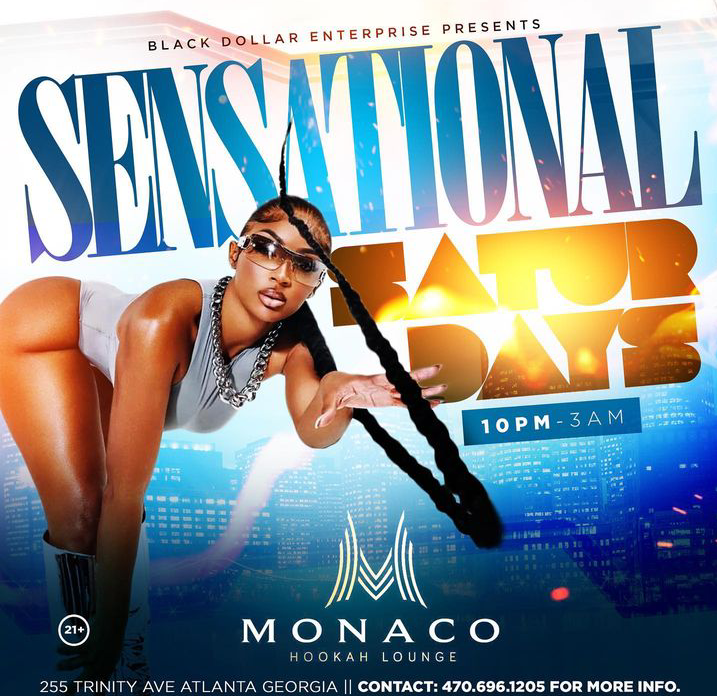 BLACK DOLLAR ENTERPRISE PRESENTS
SENSATIONAL
SATUR
DAYS
10PM-3AM
M
MONACO
HOOKAH LOUNGE
21+
255 TRINITY AVE ATLANTA GEORGIA || CONTACT: 470.696.1205 FOR MORE INFO.